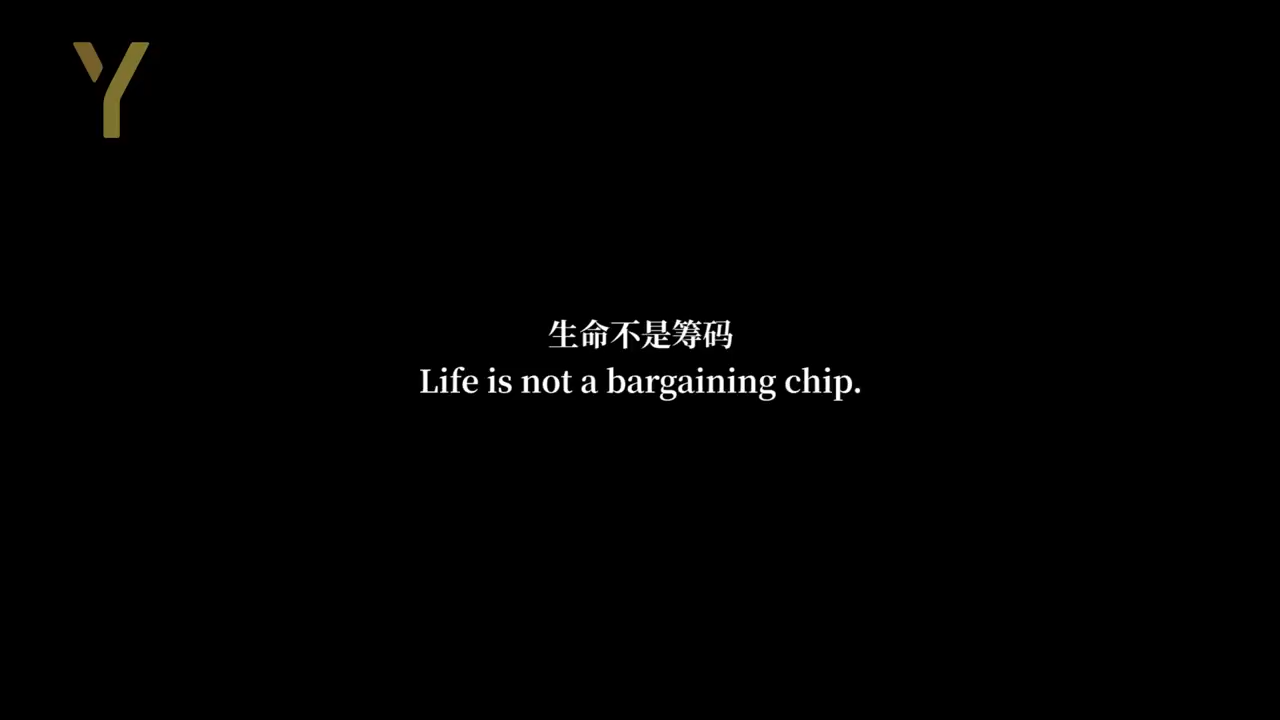 Y
生命不是筹码
Life is not a bargaining chip.